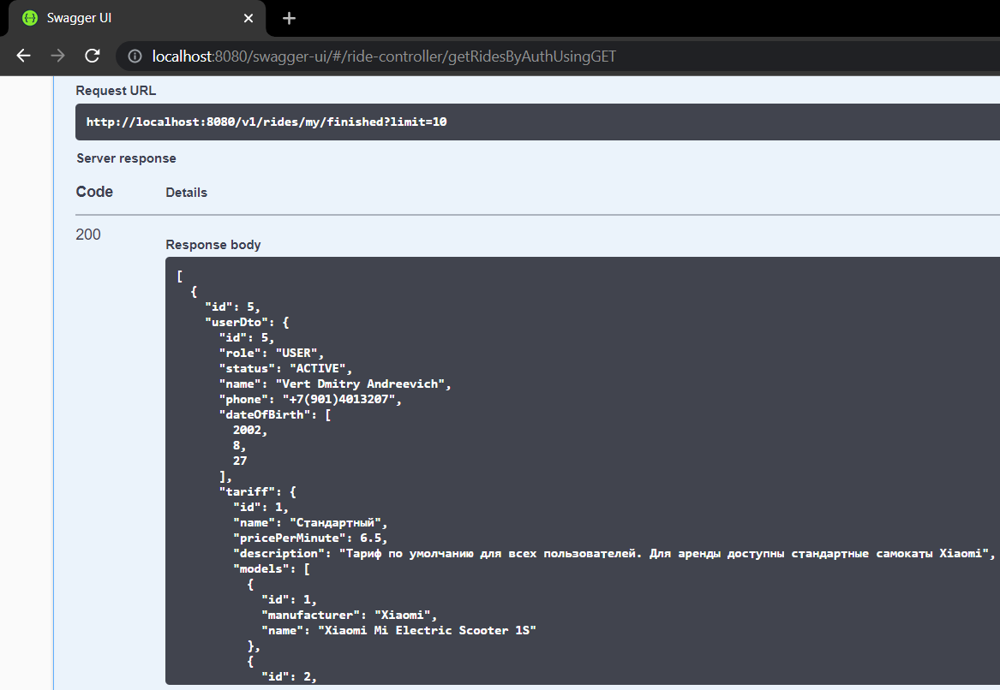 Swagger UI
localhost:8080/swagger-ui/#/ride-controller/getRidesByAuthUsingGET
Request URL
http://localhost:8080/v1/rides/my/finished?limit=10
Server response
Code Details
200
Response body
[
{
"id": 5,
"userDto": {
"id": 5,
"role": "USER",
"status": "ACTIVE",
"name": "Vert Dmitry Andreevich",
"phone": "+7(901)4013207",
"dateOfBirth": [
2002,
8,
27
],
"tariff": {
"id": 1,
"name": "Стандартный",
"pricePerMinute": 6.5,
"description": "Тариф по умолчанию для всех пользователей. Для аренды доступны стандартные самокаты Xiaomi",
"models": [
{
"id": 1,
"manufacturer": "Xiaomi",
"name": "Xiaomi Mi Electric Scooter 1S"
},
{
"id": 2,